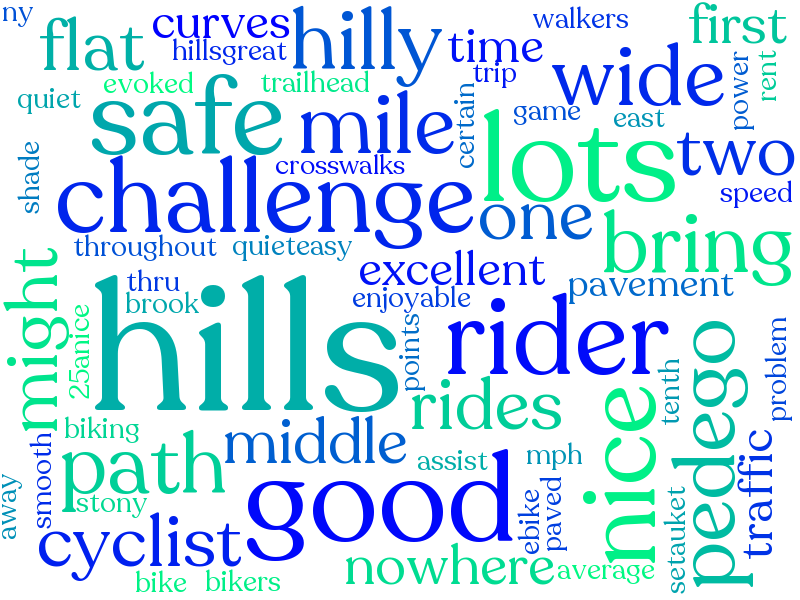 ny
curves
hilly
walkers
first
flat
hillsgreat
time
wide
power
rent
evoked
trailhead
trip
quiet
safe
mile
certain
game
east
lots
two
shade
crosswalks
challenge
one
speed
bring
throughout
quieteasy
excellent
pavement
thru
brook
enjoyable
might
25anice
hills
points
rider
problem
tenth
pedego
nice
rides
biking
middle
path
assist
mph
traffic
smooth
away
stony
good
ebike
paved
setauket
cyclist
nowhere
average
bike
bikers